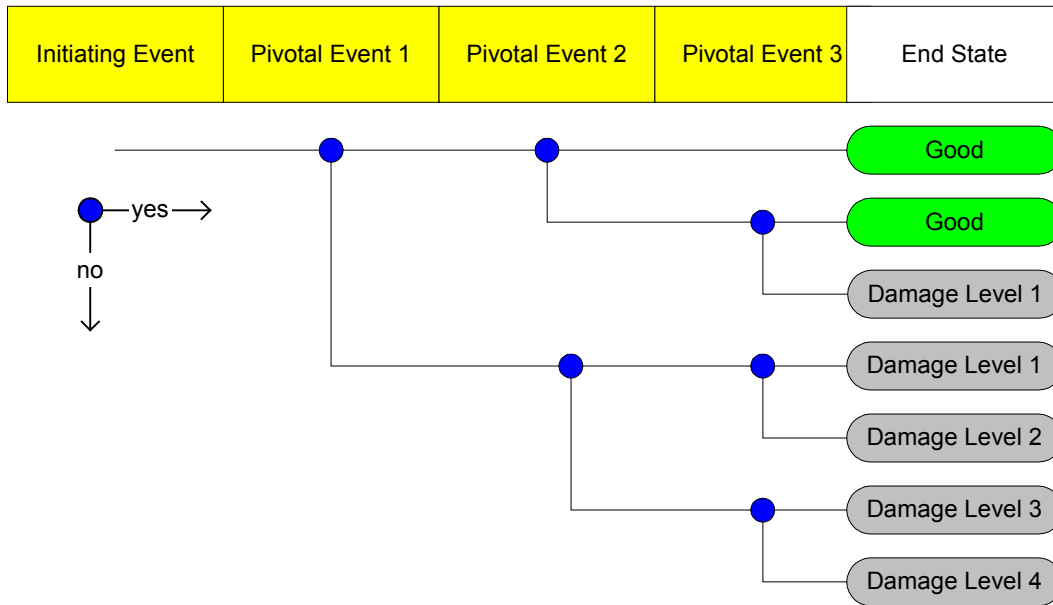 Initiating Event
Pivotal Event 1
Pivotal Event 2
Pivotal Event 3
End State
Good
yes
Good
no
Damage Level 1
Damage Level 1
Damage Level 2
Damage Level 3
Damage Level 4